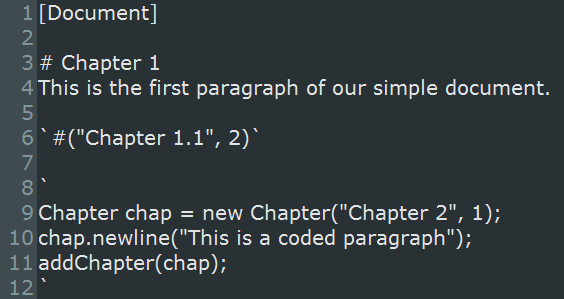 1 [Document]
2
3 # Chapter 1
4 This is the first paragraph of our simple document.
5
6 `#("Chapter 1.1", 2)`
7
8 `
9 Chapter chap = new Chapter("Chapter 2", 1);
10 chap.newline("This is a coded paragraph");
11 addChapter(chap);
12 `